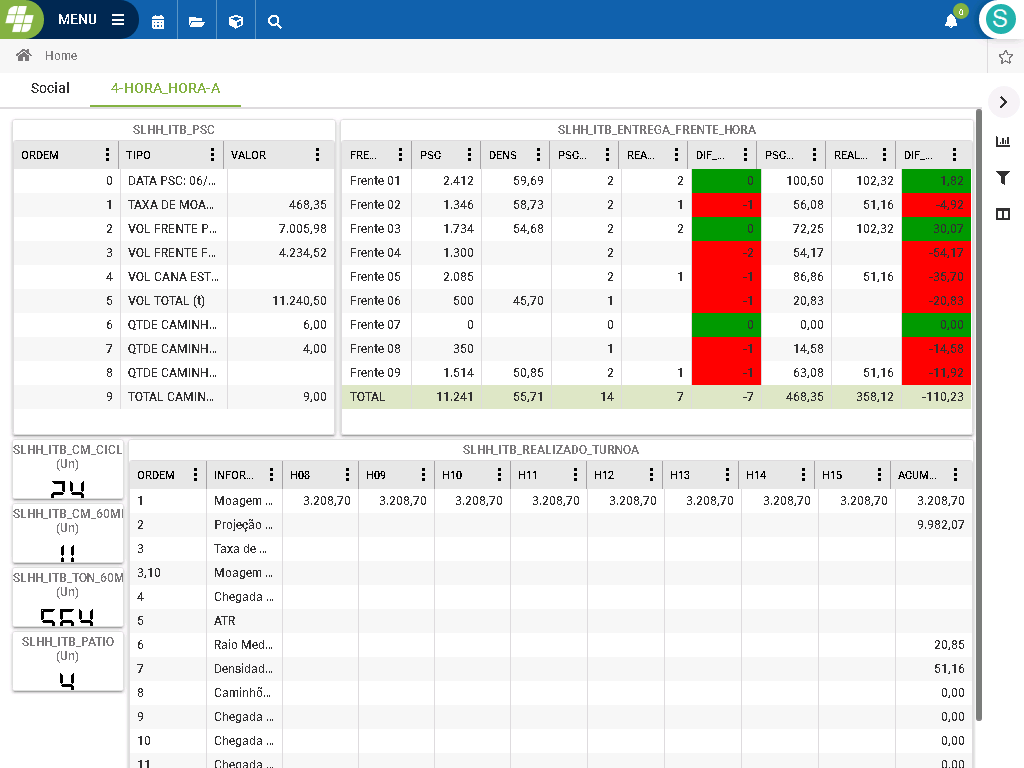 MENU
0
S
Home
Social 4-HORA_HORA-A
SLHH_ITB_PSC
ORDEM TIPO VALOR
0 DATA PSC: 06/...
1 TAXA DE MOA... 468,35
2 VOL FRENTE P... 7.005,98
3 VOL FRENTE F... 4.234,52
4 VOL CANA EST...
5 VOL TOTAL (t) 11.240,50
6 QTDE CAMINH... 6,00
7 QTDE CAMINH... 4,00
8 QTDE CAMINH...
9 TOTAL CAMIN... 9,00
SLHH_ITB_ENTREGA_FRENTE_HORA
FRE... PSC DENS PSC... REA... DIF_... PSC... REAL... DIF_...
Frente 01 2.412 59,69 2 2 0 100,50 102,32 1,82
Frente 02 1.346 58,73 2 1 -1 56,08 51,16 -4,92
Frente 03 1.734 54,68 2 2 0 72,25 102,32 30,07
Frente 04 1.300 2 -2 54,17 -54,17
Frente 05 2.085 2 1 -1 86,86 51,16 -35,70
Frente 06 500 45,70 1 -1 20,83 -20,83
Frente 07 0 0 0 0,00 0,00
Frente 08 350 1 -1 14,58 -14,58
Frente 09 1.514 50,85 2 1 -1 63,08 51,16 -11,92
TOTAL 11.241 55,71 14 7 -7 468,35 358,12 -110,23
SLHH_ITB_CM_CICL
(Un)
24
SLHH_ITB_CM_60MI
(Un)
11
SLHH_ITB_TON_60M
(Un)
564
SLHH_ITB_PATIO
(Un)
4
SLHH_ITB_REALIZADO_TURNOA
ORDEM INFOR... H08 H09 H10 H11 H12 H13 H14 H15 ACUM...
1 Moagem ... 3.208,70 3.208,70 3.208,70 3.208,70 3.208,70 3.208,70 3.208,70 3.208,70 3.208,70
2 Projeção ... 9.982,07
3 Taxa de ...
3,10 Moagem ...
4 Chegada ...
5 ATR
6 Raio Med... 20,85
7 Densidad... 51,16
8 Caminhõ... 0,00
9 Chegada ... 0,00
10 Chegada ... 0,00
11 Chegada ... 0,00